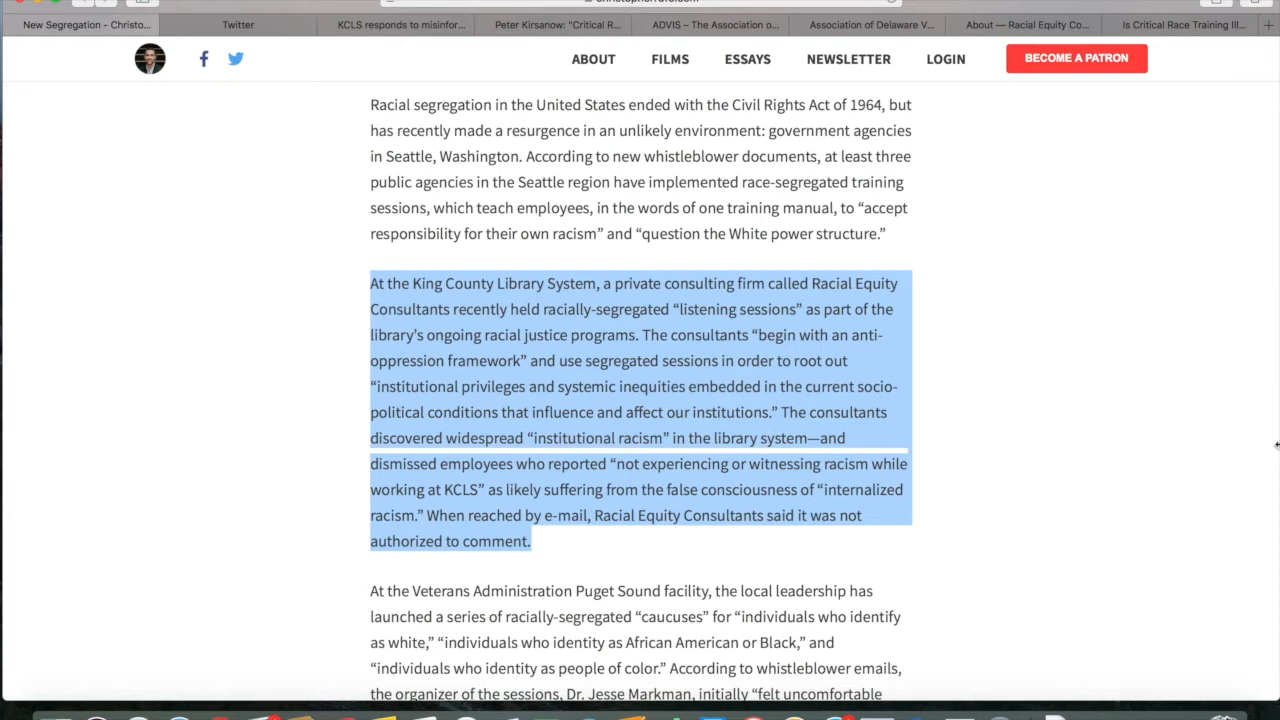 New Segregation - Christo...
Twitter
KCLS responds to misinfor...
Peter Kirsanow: “Critical R...
ADVIS – The Association o...
Association of Delaware V...
About — Racial Equity Co...
Is Critical Race Training Ill...
ABOUT
FILMS
ESSAYS
NEWSLETTER
LOGIN
BECOME A PATRON
Racial segregation in the United States ended with the Civil Rights Act of 1964, but
has recently made a resurgence in an unlikely environment: government agencies
in Seattle, Washington. According to new whistleblower documents, at least three
public agencies in the Seattle region have implemented race-segregated training
sessions, which teach employees, in the words of one training manual, to “accept
responsibility for their own racism” and “question the White power structure.”
At the King County Library System, a private consulting firm called Racial Equity
Consultants recently held racially-segregated “listening sessions” as part of the
library’s ongoing racial justice programs. The consultants “begin with an anti-
oppression framework” and use segregated sessions in order to root out
“institutional privileges and systemic inequities embedded in the current socio-
political conditions that influence and affect our institutions.” The consultants
discovered widespread “institutional racism” in the library system—and
dismissed employees who reported “not experiencing or witnessing racism while
working at KCLS” as likely suffering from the false consciousness of “internalized
racism.” When reached by e-mail, Racial Equity Consultants said it was not
authorized to comment.
At the Veterans Administration Puget Sound facility, the local leadership has
launched a series of racially-segregated “caucuses” for “individuals who identify
as white,” “individuals who identity as African American or Black,” and
“individuals who identity as people of color.” According to whistleblower emails,
the organizer of the sessions, Dr. Jesse Markman, initially “felt uncomfortable